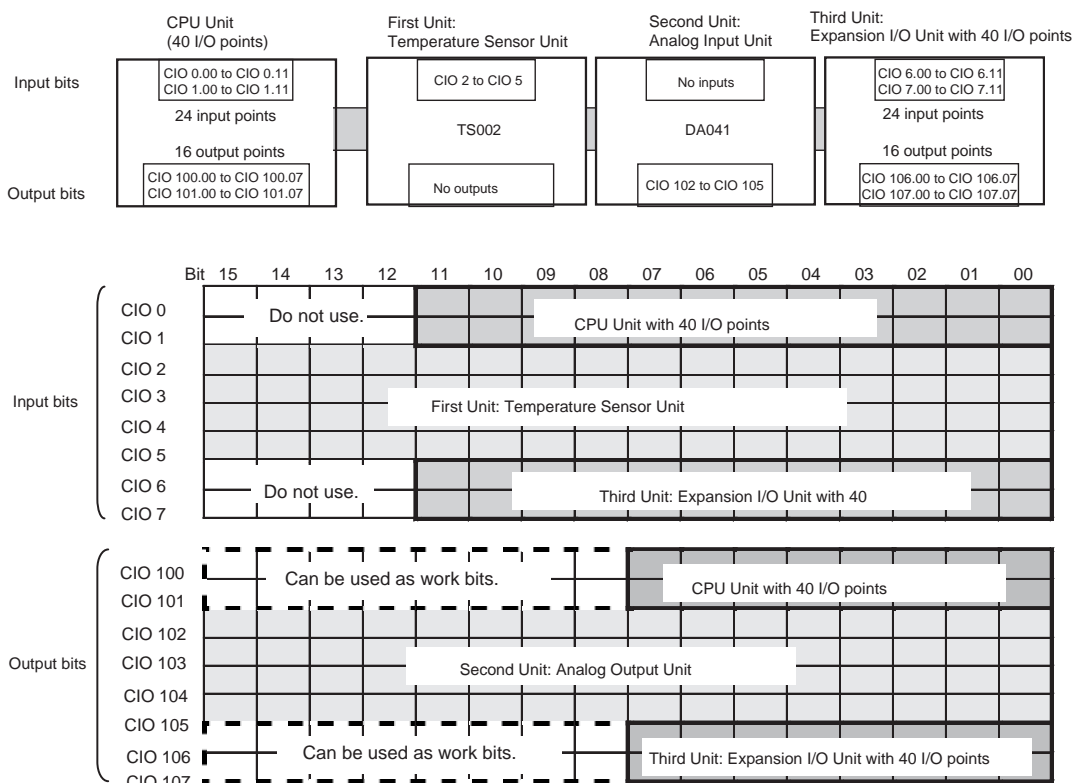 CPU Unit
(40 I/O points)
First Unit:
Temperature Sensor Unit
Second Unit:
Analog Input Unit
Third Unit:
Expansion I/O Unit with 40 I/O points
Input bits
CIO 0.00 to CIO 0.11
CIO 1.00 to CIO 1.11
CIO 2 to CIO 5
No inputs
CIO 6.00 to CIO 6.11
CIO 7.00 to CIO 7.11
24 input points
TS002
DA041
24 input points
16 output points
16 output points
Output bits
CIO 100.00 to CIO 100.07
CIO 101.00 to CIO 101.07
No outputs
CIO 102 to CIO 105
CIO 106.00 to CIO 106.07
CIO 107.00 to CIO 107.07
Bit 15 14 13 12 11 10 09 08 07 06 05 04 03 02 01 00
Input bits
CIO 0
Do not use.
CPU Unit with 40 I/O points
CIO 1
CIO 2
CIO 3
First Unit: Temperature Sensor Unit
CIO 4
CIO 5
CIO 6
Do not use.
Third Unit: Expansion I/O Unit with 40
CIO 7
Output bits
CIO 100
Can be used as work bits.
CPU Unit with 40 I/O points
CIO 101
CIO 102
CIO 103
Second Unit: Analog Output Unit
CIO 104
CIO 105
CIO 106
Can be used as work bits.
Third Unit: Expansion I/O Unit with 40 I/O points
CIO 107